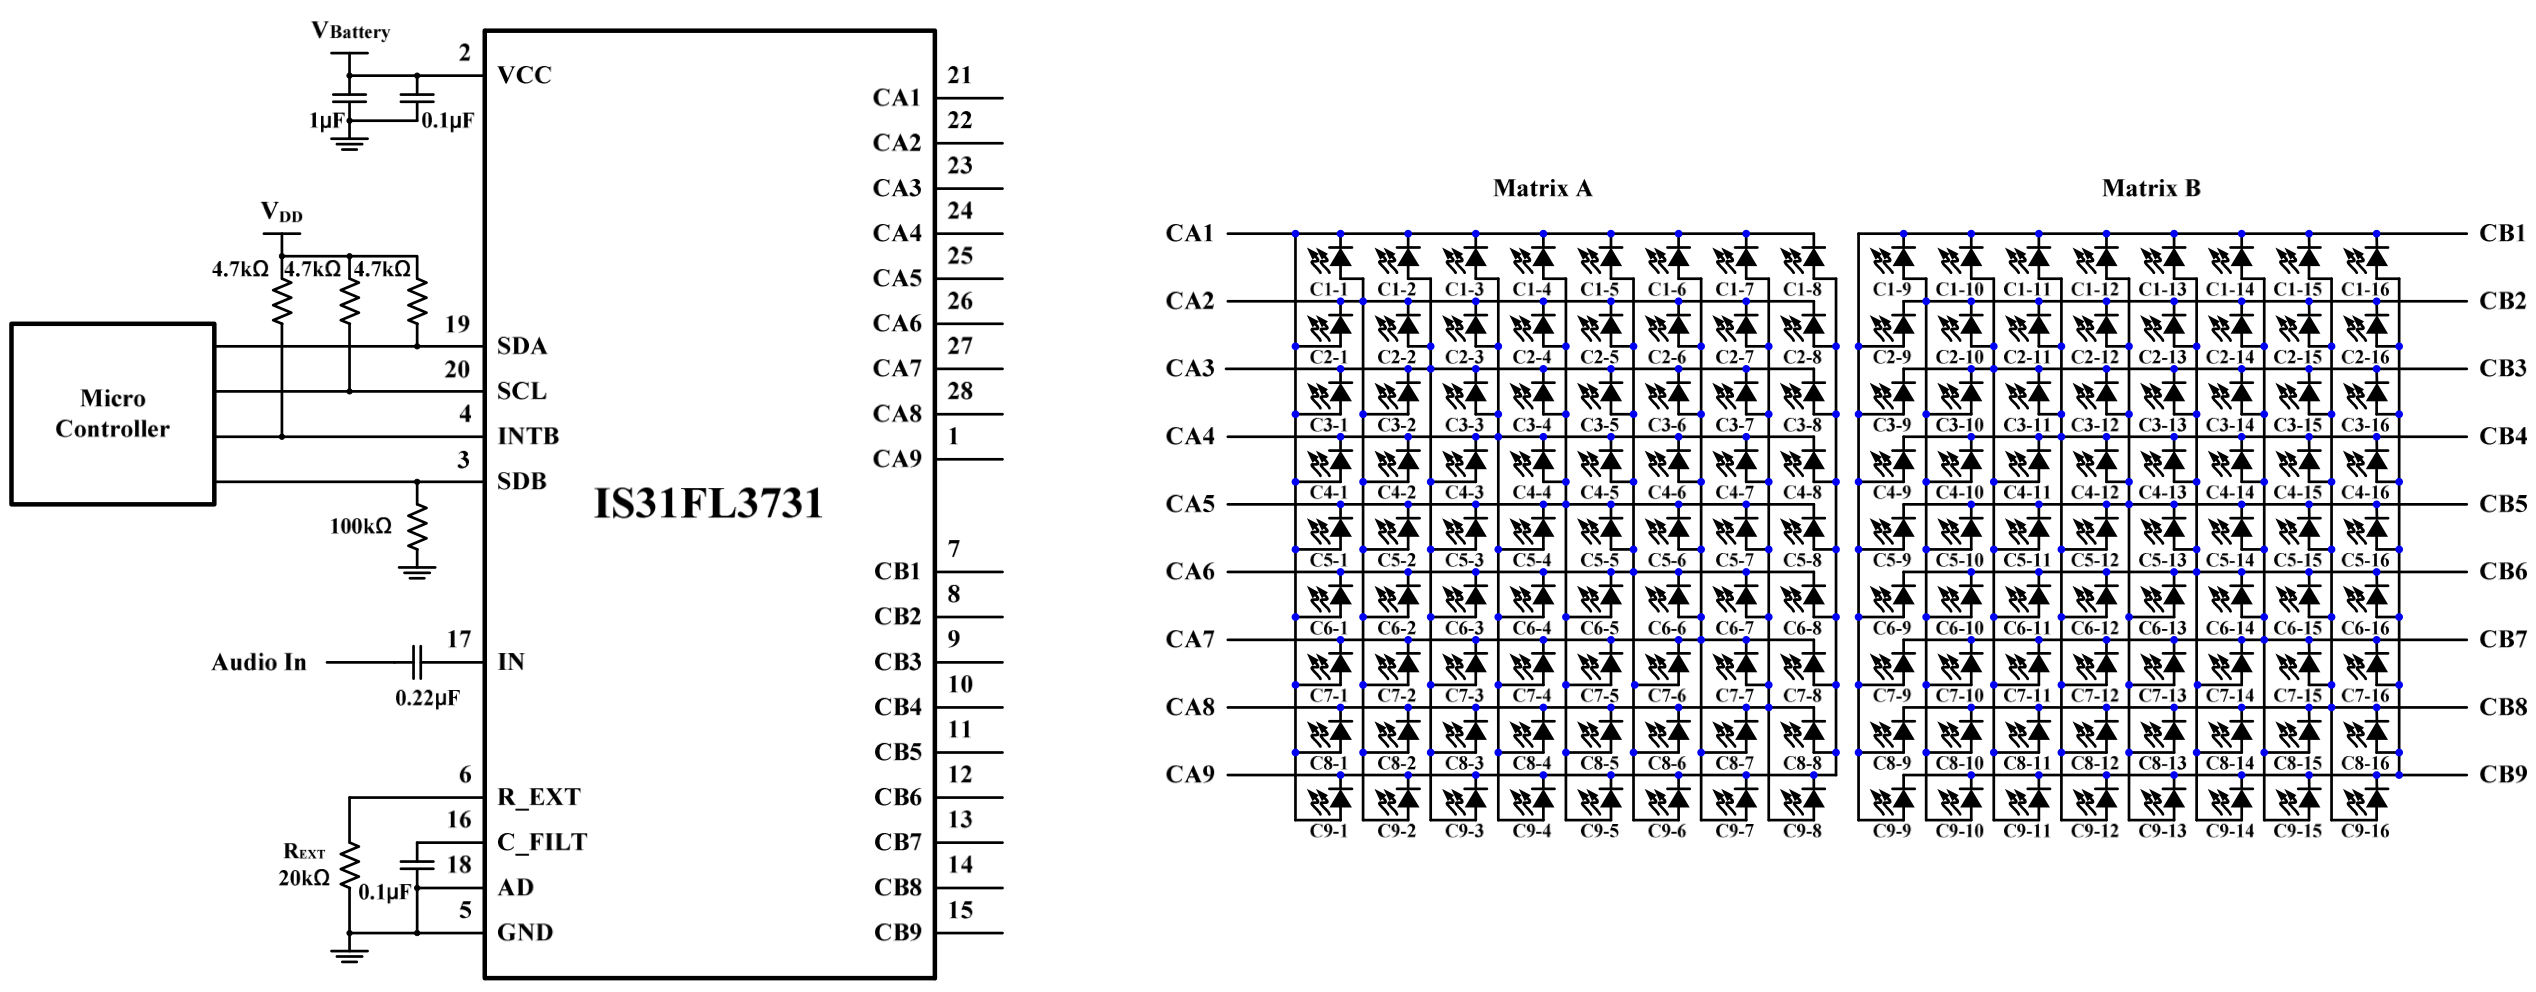 VBattery
2
VCC
1µF
0.1µF
VDD
4.7kΩ 4.7kΩ 4.7kΩ
19
SDA
20
SCL
4
INTB
3
SDB
Micro
Controller
100kΩ
17
Audio In
IN
0.22µF
6
R_EXT
16
C_FILT
REXT
20kΩ
18
0.1µF
AD
5
GND
IS31FL3731
21
CA1
22
CA2
23
CA3
24
CA4
25
CA5
26
CA6
27
CA7
28
CA8
1
CA9
7
CB1
8
CB2
9
CB3
10
CB4
11
CB5
12
CB6
13
CB7
14
CB8
15
CB9
Matrix A Matrix B
CA1 CB1
C1-1 C1-2 C1-3 C1-4 C1-5 C1-6 C1-7 C1-8 C1-9 C1-10 C1-11 C1-12 C1-13 C1-14 C1-15 C1-16
CA2 CB2
C2-1 C2-2 C2-3 C2-4 C2-5 C2-6 C2-7 C2-8 C2-9 C2-10 C2-11 C2-12 C2-13 C2-14 C2-15 C2-16
CA3 CB3
C3-1 C3-2 C3-3 C3-4 C3-5 C3-6 C3-7 C3-8 C3-9 C3-10 C3-11 C3-12 C3-13 C3-14 C3-15 C3-16
CA4 CB4
C4-1 C4-2 C4-3 C4-4 C4-5 C4-6 C4-7 C4-8 C4-9 C4-10 C4-11 C4-12 C4-13 C4-14 C4-15 C4-16
CA5 CB5
C5-1 C5-2 C5-3 C5-4 C5-5 C5-6 C5-7 C5-8 C5-9 C5-10 C5-11 C5-12 C5-13 C5-14 C5-15 C5-16
CA6 CB6
C6-1 C6-2 C6-3 C6-4 C6-5 C6-6 C6-7 C6-8 C6-9 C6-10 C6-11 C6-12 C6-13 C6-14 C6-15 C6-16
CA7 CB7
C7-1 C7-2 C7-3 C7-4 C7-5 C7-6 C7-7 C7-8 C7-9 C7-10 C7-11 C7-12 C7-13 C7-14 C7-15 C7-16
CA8 CB8
C8-1 C8-2 C8-3 C8-4 C8-5 C8-6 C8-7 C8-8 C8-9 C8-10 C8-11 C8-12 C8-13 C8-14 C8-15 C8-16
CA9 CB9
C9-1 C9-2 C9-3 C9-4 C9-5 C9-6 C9-7 C9-8 C9-9 C9-10 C9-11 C9-12 C9-13 C9-14 C9-15 C9-16